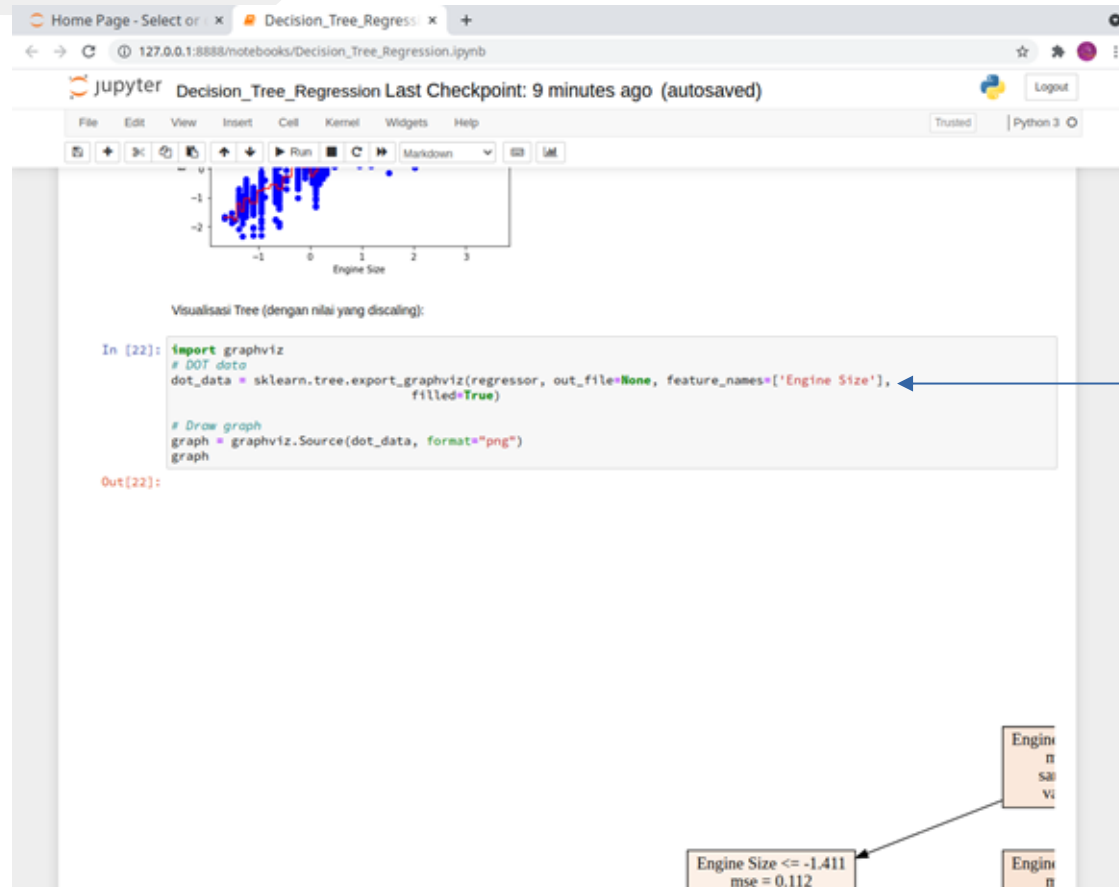 Home Page - Select or
Decision_Tree_Regress
127.0.0.1:8888/notebooks/Decision_Tree_Regression.ipynb
jupyter Decision_Tree_Regression Last Checkpoint: 9 minutes ago (autosaved)
Logout
File Edit View Insert Cell Kernel Widgets Help
Trusted Python 3
Run Markdown
0
-1
-2
-1 0 1 2 3
Engine Size
Visualisasi Tree (dengan nilai yang discaling):
In [22]: import graphviz
# DOT data
dot_data = sklearn.tree.export_graphviz(regressor, out_file=None, feature_names=['Engine Size'],
filled=True)
# Draw graph
graph = graphviz.Source(dot_data, format="png")
graph
Out[22]:
Engin
m
sa
va
Engine Size <= -1.411
mse = 0.112
Engin